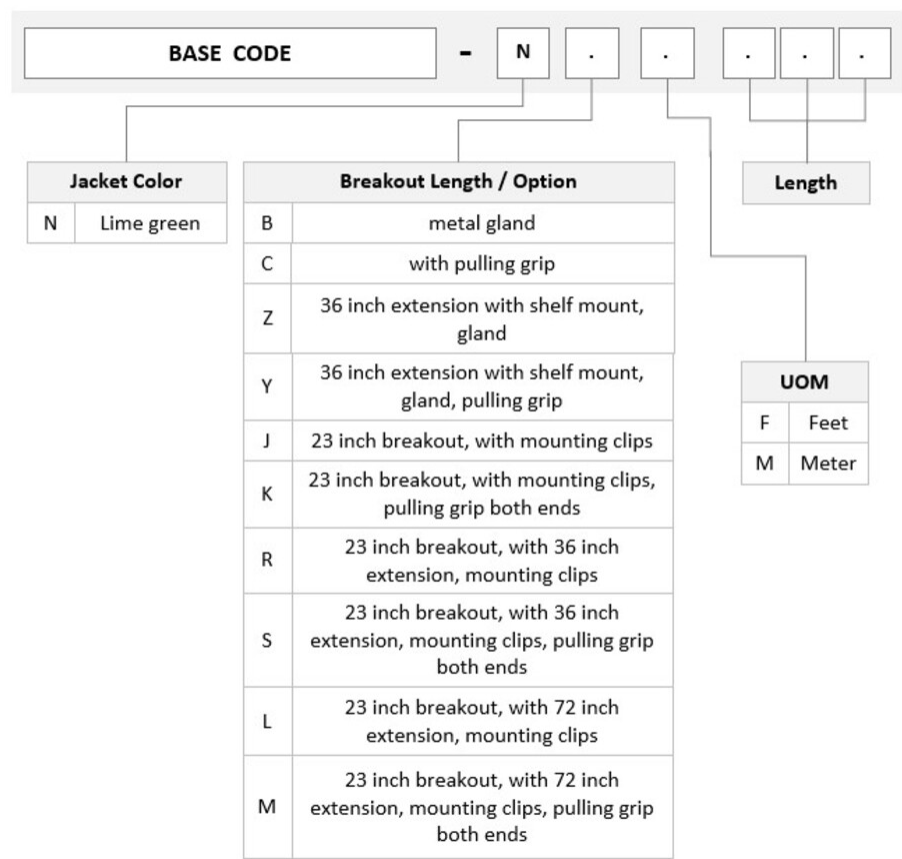 BASE CODE - N . . . . .
Jacket Color
N Lime green
Breakout Length / Option
B metal gland
C with pulling grip
Z 36 inch extension with shelf mount,
gland
Y 36 inch extension with shelf mount,
gland, pulling grip
J 23 inch breakout, with mounting clips
K 23 inch breakout, with mounting clips,
pulling grip both ends
R 23 inch breakout, with 36 inch
extension, mounting clips
S 23 inch breakout, with 36 inch
extension, mounting clips, pulling grip
both ends
L 23 inch breakout, with 72 inch
extension, mounting clips
M 23 inch breakout, with 72 inch
extension, mounting clips, pulling grip
both ends
Length
UOM
F Feet
M Meter